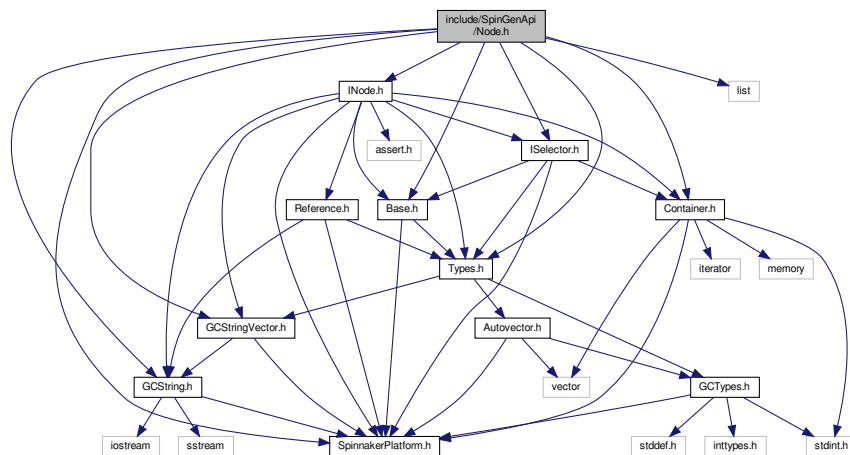 include/SpinGenApi
/Node.h
INode.h
list
assert.h
ISelector.h
Reference.h
Base.h
Container.h
Types.h
iterator
memory
GCStringVector.h
Autovector.h
GCString.h
vector
GCTypes.h
iostream
sstream
SpinnakerPlatform.h
stddef.h
inttypes.h
stdint.h